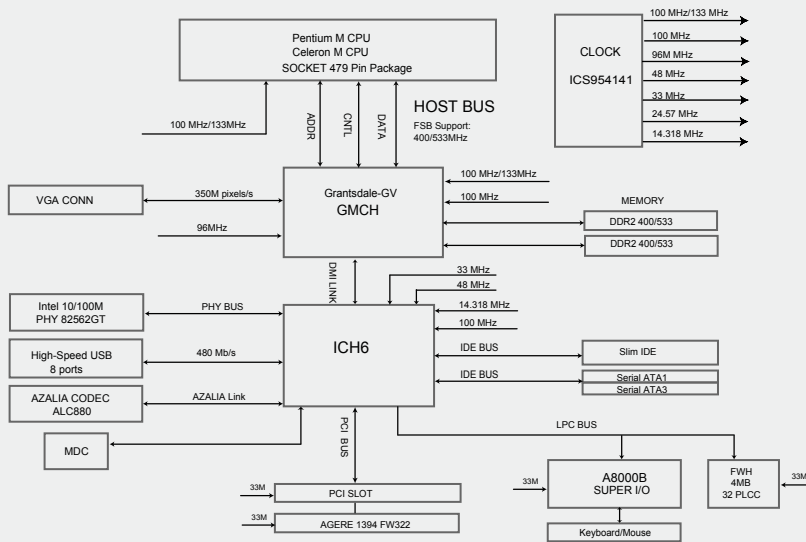 Pentium M CPU
Celeron M CPU
SOCKET 479 Pin Package
CLOCK
ICS954141
100 MHz/133 MHz
100 MHz
96M MHz
48 MHz
33 MHz
24.57 MHz
14.318 MHz
100 MHz/133MHz
ADDR
CNTL
DATA
HOST BUS
FSB Support:
400/533MHz
VGA CONN
350M pixels/s
96MHz
Grantsdale-GV
GMCH
100 MHz/133MHz
100 MHz
MEMORY
DDR2 400/533
DDR2 400/533
DMI LINK
33 MHz
48 MHz
14.318 MHz
100 MHz
Intel 10/100M
PHY 82562GT
PHY BUS
ICH6
High-Speed USB
8 ports
480 Mb/s
IDE BUS
Slim IDE
IDE BUS
Serial ATA1
Serial ATA3
AZALIA CODEC
ALC880
AZALIA Link
MDC
PCI BUS
LPC BUS
33M
PCI SLOT
33M
AGERE 1394 FW322
33M
A8000B
SUPER I/O
Keyboard/Mouse
FWH
4MB
32 PLCC
33M